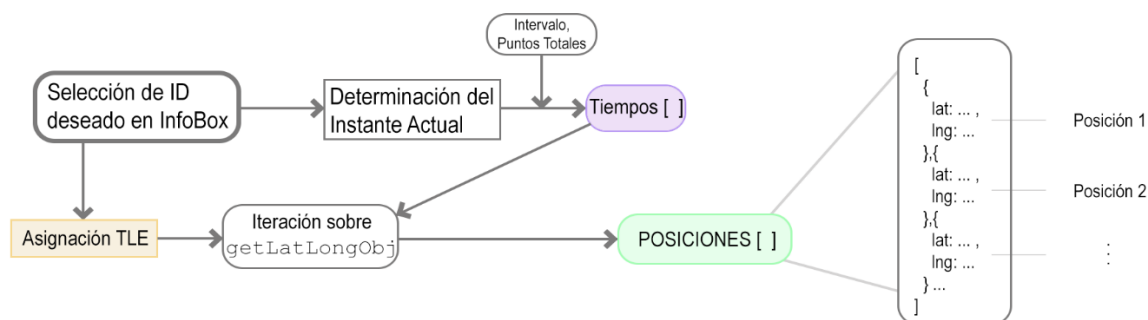 Intervalo,
Puntos Totales
Selección de ID
deseado en InfoBox
Determinación del
Instante Actual
Tiempos [ ]
Asignación TLE
Iteración sobre
getLatLongObj
POSICIONES [ ]
[
{
lat: ... ,
lng: ...
},{
lat: ... ,
lng: ...
},{
lat: ... ,
lng: ...
} ...
]
Posición 1
Posición 2
⋮